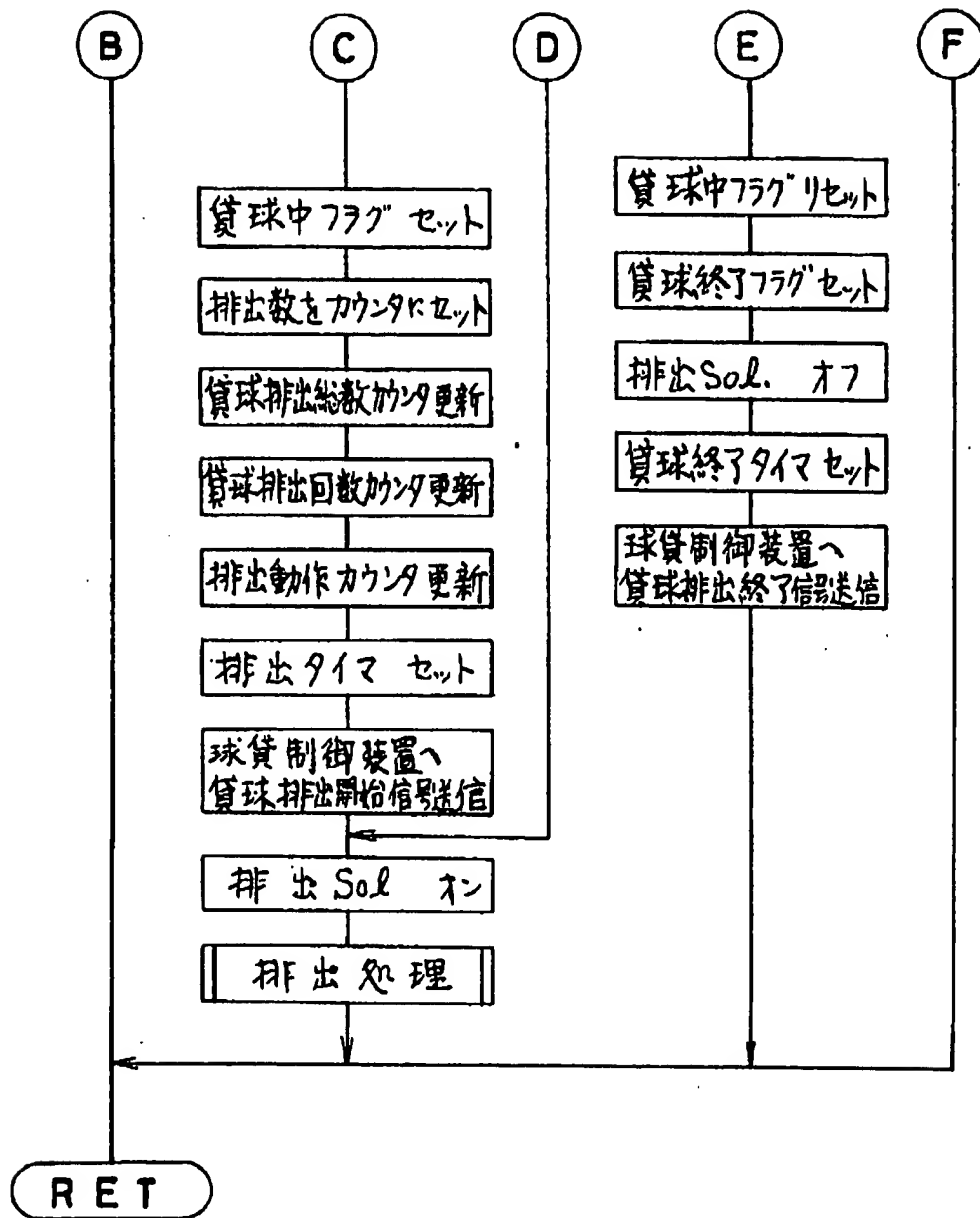 B
C
D
E
F
貸球中フラグ セット
排出数をカウンタにセット
貸球排出総数カウンタ更新
貸球排出回数カウンタ更新
排出動作カウンタ更新
排出タイマ セット
球貸制御装置へ
貸球排出開始信号送信
排出Sol オン
排出処理
貸球中フラグリセット
貸球終了フラグセット
排出Sol. オフ
貸球終了タイマセット
球貸制御装置へ
貸球排出終了信号送信
RET